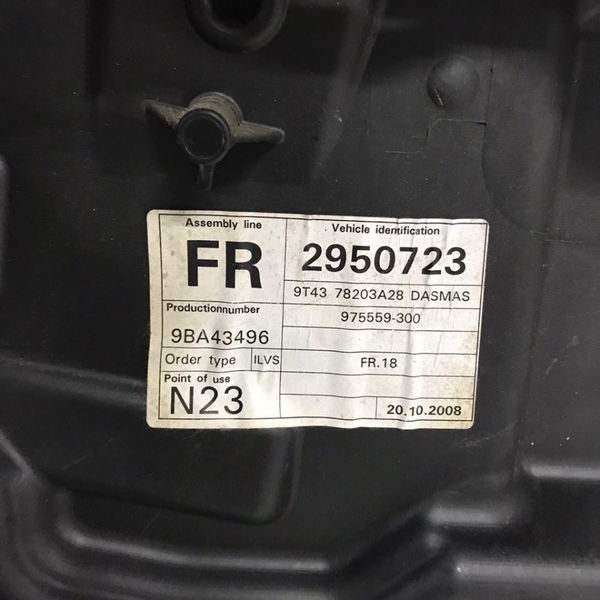 Assembly line
FR
Vehicle identification
2950723
9T43 78203A28 DASMAS
Productionnumber
9BA43496
975559-300
Order type ILVS
FR.18
Point of use
N23
20.10.2008